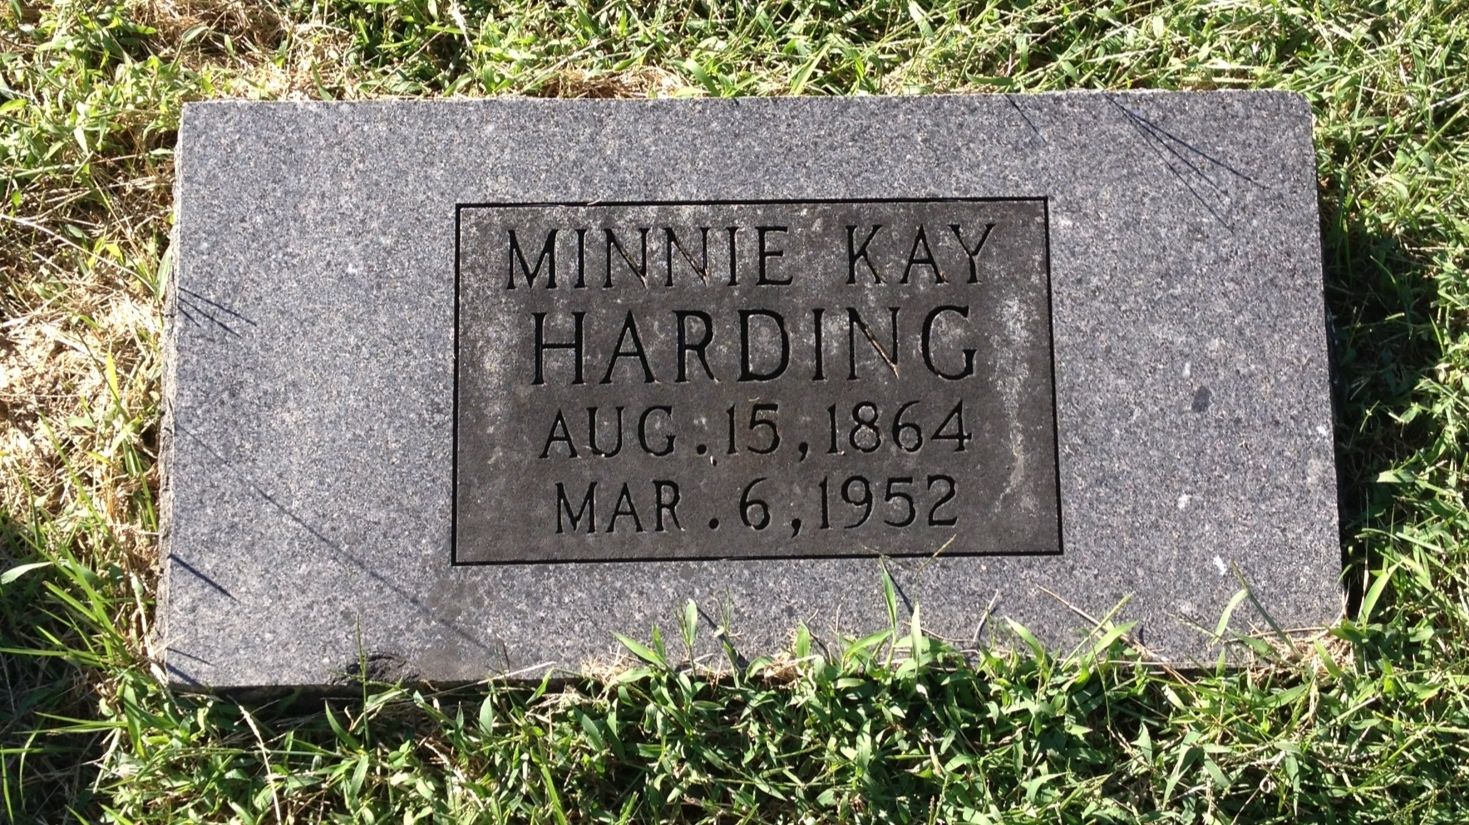 MINNIE KAY
HARDING
AUG. 15, 1864
MAR. 6, 1952